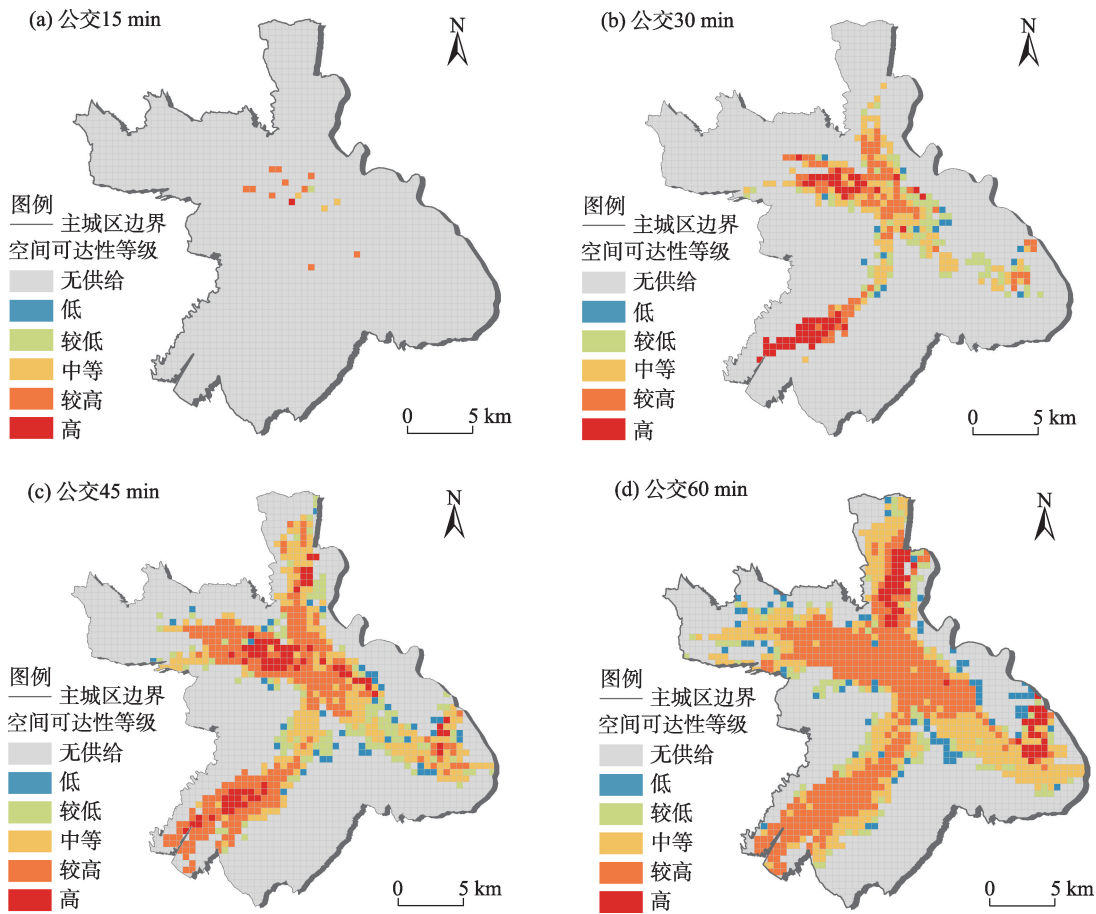 (a) 公交15 min
N
图例
主城区边界
空间可达性等级
无供给
低
较低
中等
较高
高
0 5 km
(b) 公交30 min
N
图例
主城区边界
空间可达性等级
无供给
低
较低
中等
较高
高
0 5 km
(c) 公交45 min
N
图例
主城区边界
空间可达性等级
无供给
低
较低
中等
较高
高
0 5 km
(d) 公交60 min
N
图例
主城区边界
空间可达性等级
无供给
低
较低
中等
较高
高
0 5 km